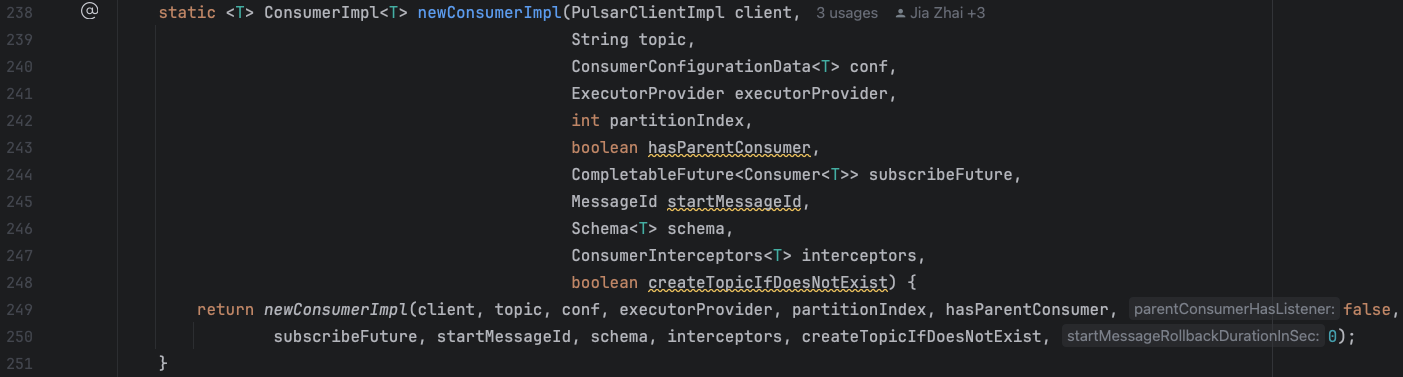 238 @ static <T> ConsumerImpl<T> newConsumerImpl(PulsarClientImpl client, 3 usages Jia Zhai +3
239 String topic,
240 ConsumerConfigurationData<T> conf,
241 ExecutorProvider executorProvider,
242 int partitionIndex,
243 boolean hasParentConsumer,
244 CompletableFuture<Consumer<T>> subscribeFuture,
245 MessageId startMessageId,
246 Schema<T> schema,
247 ConsumerInterceptors<T> interceptors,
248 boolean createTopicIfDoesNotExist) {
249 return newConsumerImpl(client, topic, conf, executorProvider, partitionIndex, hasParentConsumer, parentConsumerHasListener: false,
250 subscribeFuture, startMessageId, schema, interceptors, createTopicIfDoesNotExist, startMessageRollbackDurationInSec: 0);
251 }